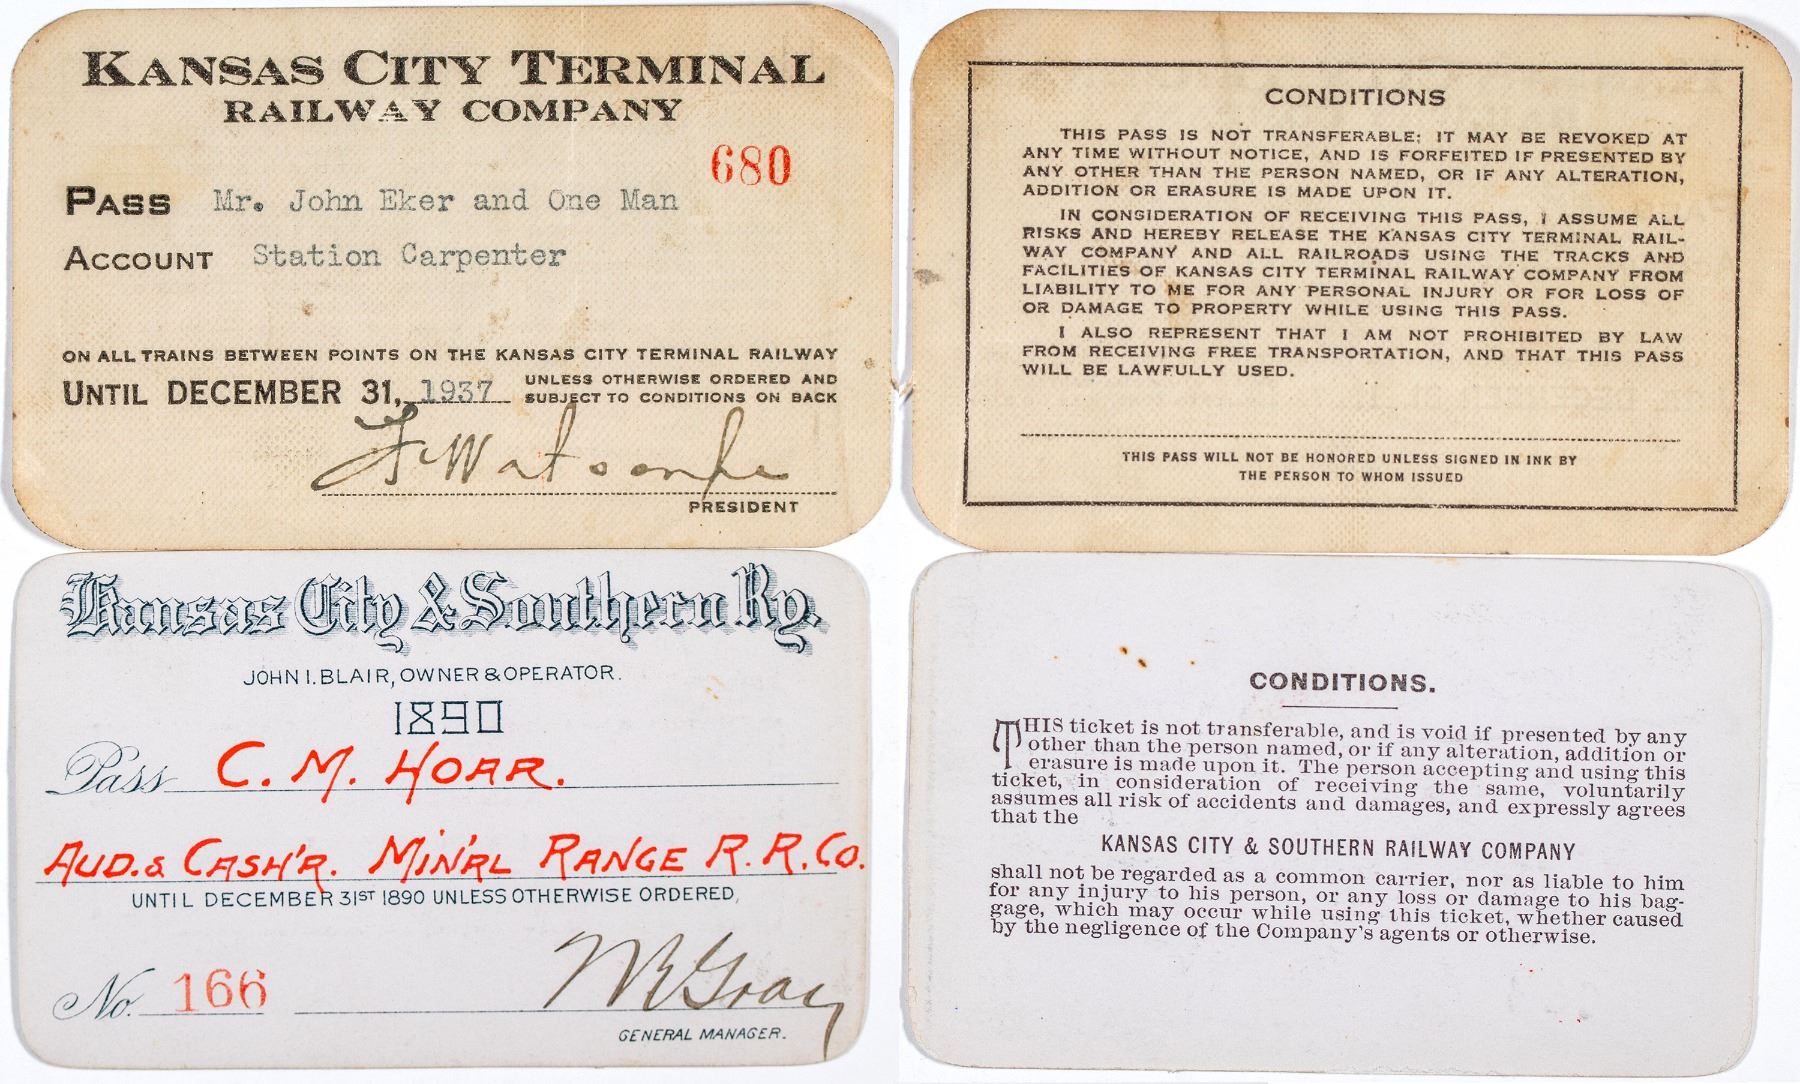 KANSAS CITY TERMINAL
RAILWAY COMPANY
680
PASS Mr. John Eker and One Man
ACCOUNT Station Carpenter
ON ALL TRAINS BETWEEN POINTS ON THE KANSAS CITY TERMINAL RAILWAY
UNTIL DECEMBER 31, 1937 UNLESS OTHERWISE ORDERED AND
SUBJECT TO CONDITIONS ON BACK
PRESIDENT
CONDITIONS
THIS PASS IS NOT TRANSFERABLE; IT MAY BE REVOKED AT
ANY TIME WITHOUT NOTICE, AND IS FORFEITED IF PRESENTED BY
ANY OTHER THAN THE PERSON NAMED, OR IF ANY ALTERATION,
ADDITION OR ERASURE IS MADE UPON IT.
IN CONSIDERATION OF RECEIVING THIS PASS, I ASSUME ALL
RISKS AND HEREBY RELEASE THE KANSAS CITY TERMINAL RAIL-
WAY COMPANY AND ALL RAILROADS USING THE TRACKS AND
FACILITIES OF KANSAS CITY TERMINAL RAILWAY COMPANY FROM
LIABILITY TO ME FOR ANY PERSONAL INJURY OR FOR LOSS OF
OR DAMAGE TO PROPERTY WHILE USING THIS PASS.
I ALSO REPRESENT THAT I AM NOT PROHIBITED BY LAW
FROM RECEIVING FREE TRANSPORTATION, AND THAT THIS PASS
WILL BE LAWFULLY USED.
THIS PASS WILL NOT BE HONORED UNLESS SIGNED IN INK BY
THE PERSON TO WHOM ISSUED
Kansas City & Southern Ry.
JOHN I. BLAIR, OWNER & OPERATOR.
1890
Pass C. M. HOAR.
AUD. & CASH'R. MIN'RL RANGE R. R. CO.
UNTIL DECEMBER 31ST 1890 UNLESS OTHERWISE ORDERED,
No. 166
GENERAL MANAGER.
CONDITIONS.
THIS ticket is not transferable, and is void if presented by any
other than the person named, or if any alteration, addition or
erasure is made upon it. The person accepting and using this
ticket, in consideration of receiving the same, voluntarily
assumes all risk of accidents and damages, and expressly agrees
that the
KANSAS CITY & SOUTHERN RAILWAY COMPANY
shall not be regarded as a common carrier, nor as liable to him
for any injury to his person, or any loss or damage to his bag-
gage, which may occur while using this ticket, whether caused
by the negligence of the Company's agents or otherwise.